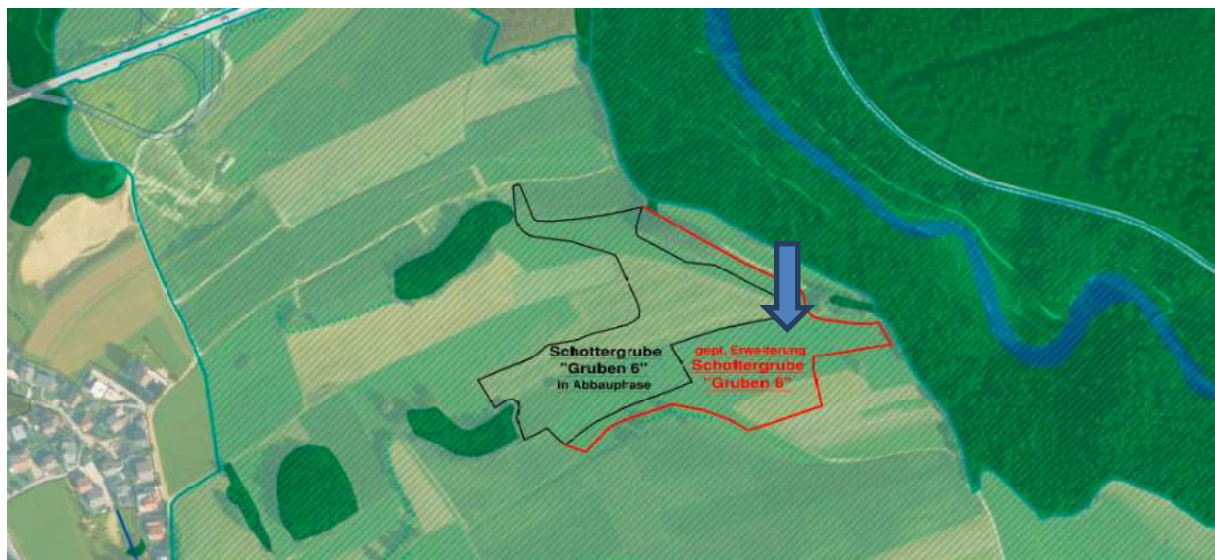 Schottergrube
"Gruben 6"
in Abbauphase
gepl. Erweiterung
Schottergrube
"Gruben 6"